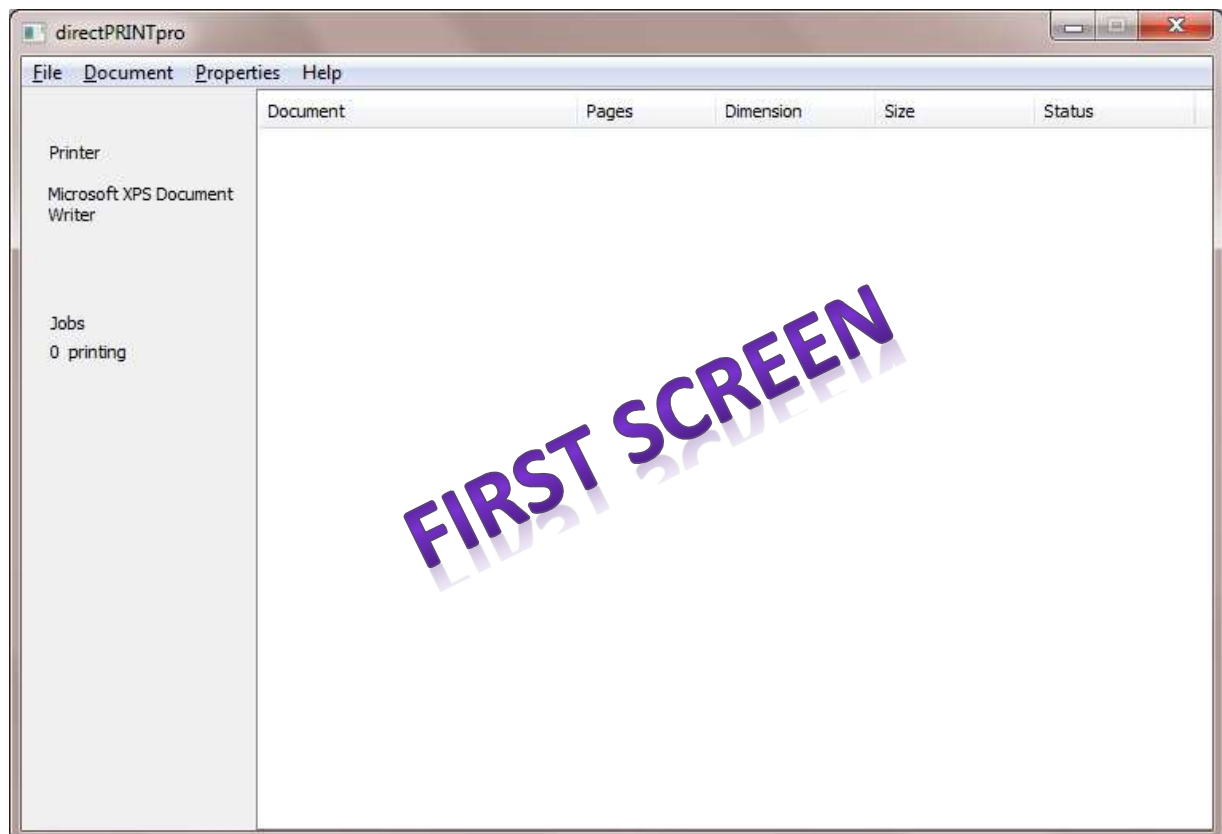 directPRINTpro
File Document Properties Help
Document Pages Dimension Size Status
Printer
Microsoft XPS Document
Writer
Jobs
0 printing
FIRST SCREEN